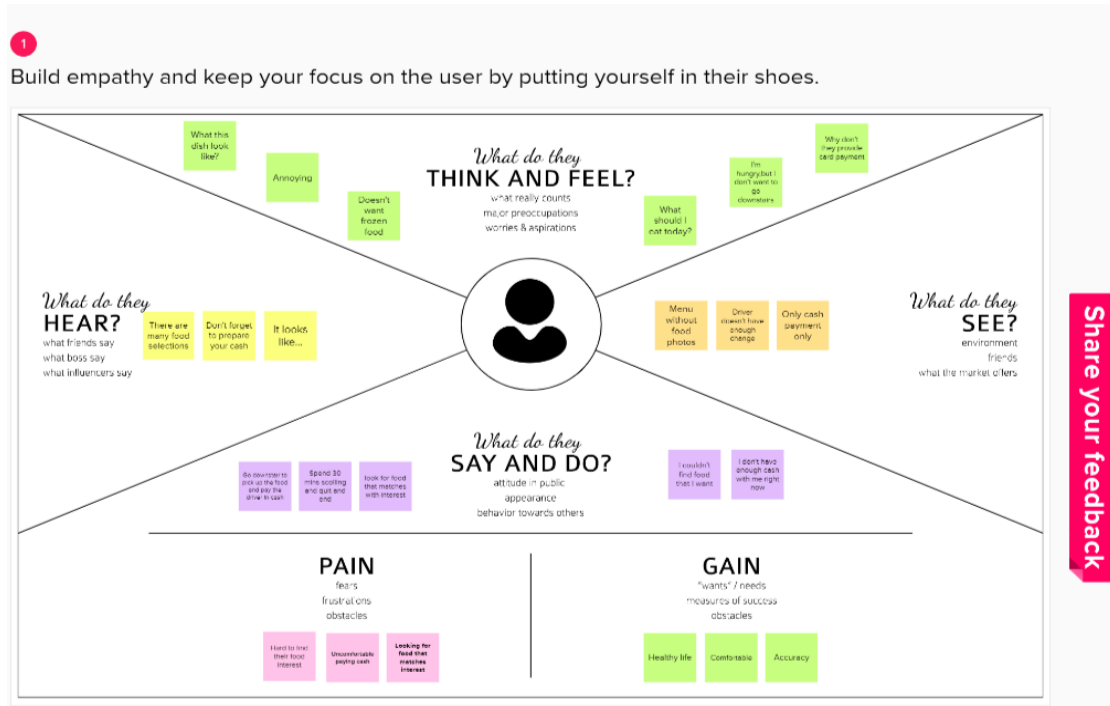 1
Build empathy and keep your focus on the user by putting yourself in their shoes.
What this
dish look
like?
Annoying
Doesn't
want
frozen
food
What do they
THINK AND FEEL?
what really counts
major preoccupations
worries & aspirations
What
should I
eat today?
I'm
hungry,but I
don't want to
go
downstairs
Why don't
they provide
card payment
What do they
HEAR?
what friends say
what boss say
what influencers say
There are
many food
selections
Don't forget
to prepare
your cash
It looks
like...
Menu
without
food
photos
Driver
doesn't have
enough
change
Only cash
payment
only
What do they
SEE?
environment
friends
what the market offers
What do they
SAY AND DO?
attitude in public
appearance
behavior towards others
Go downstair to
pick up the food
and pay the
driver in cash
Spend 30
mins scolling
and quit and
end
look for food
that matches
with interest
I couldn't
find food
that I want
I don't have
enough cash
with me right
now
PAIN
fears
frustrations
obstacles
Hard to find
their food
interest
Uncomfortable
paying cash
Looking for
food that
matches
interest
GAIN
"wants" / needs
measures of success
obstacles
Healthy life
Comfortable
Accuracy
Share your feedback